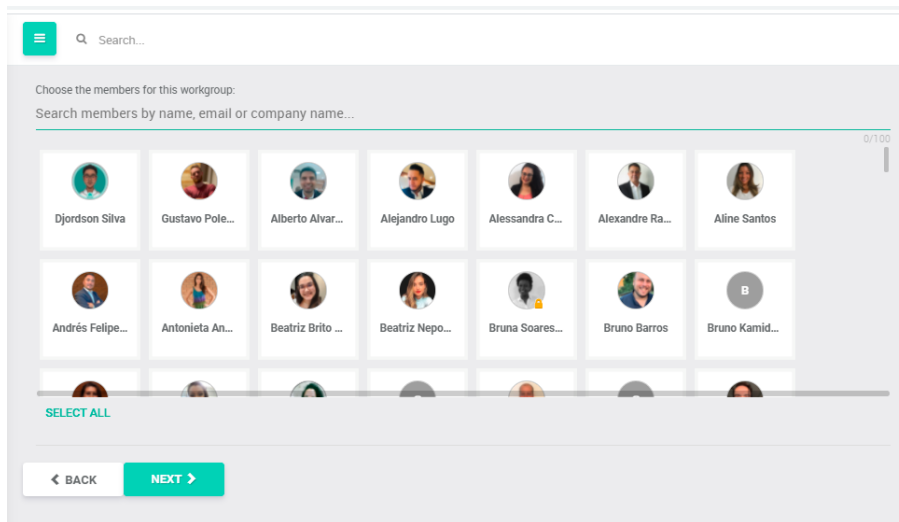 Search...
Choose the members for this workgroup:
Search members by name, email or company name...
0/100
Djordson Silva
Gustavo Pole...
Alberto Alvar...
Alejandro Lugo
Alessandra C...
Alexandre Ra...
Aline Santos
Andrés Felipe...
Antonieta An...
Beatriz Brito ...
Beatriz Nepo...
Bruna Soares...
Bruno Barros
B
Bruno Kamid...
SELECT ALL
BACK
NEXT